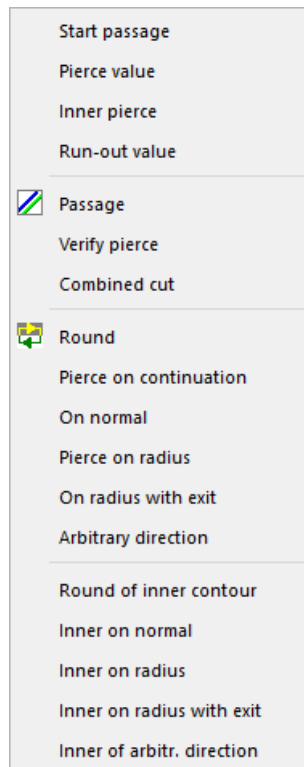 Start passage
Pierce value
Inner pierce
Run-out value
Passage
Verify pierce
Combined cut
Round
Pierce on continuation
On normal
Pierce on radius
On radius with exit
Arbitrary direction
Round of inner contour
Inner on normal
Inner on radius
Inner on radius with exit
Inner of arbitr. direction